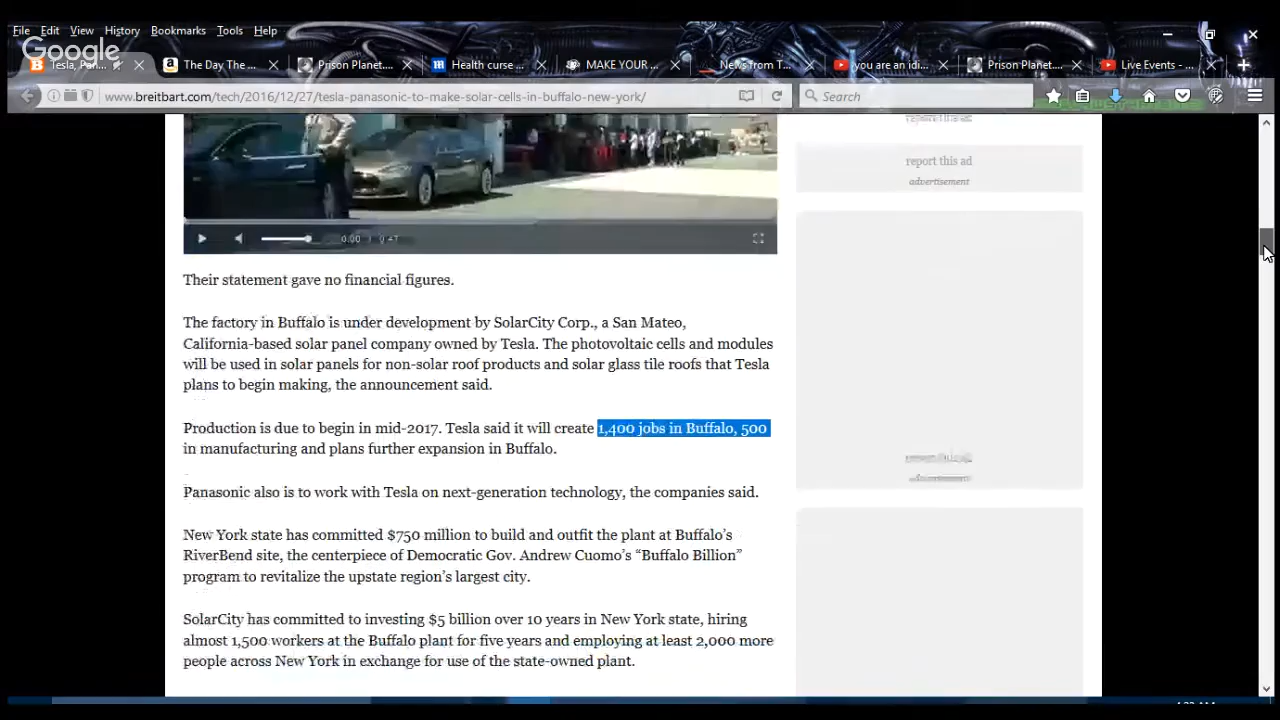 File Edit View History Bookmarks Tools Help
Google
Tesla, Pan... The Day The ... Prison Planet.... Health curse ... MAKE YOUR ... News from T... you are an idi... Prison Planet.... Live Events - ...
www.breitbart.com/tech/2016/12/27/tesla-panasonic-to-make-solar-cells-in-buffalo-new-york/ Search
report this ad
advertisement
0:00 / 0:47
Their statement gave no financial figures.
The factory in Buffalo is under development by SolarCity Corp., a San Mateo,
California-based solar panel company owned by Tesla. The photovoltaic cells and modules
will be used in solar panels for non-solar roof products and solar glass tile roofs that Tesla
plans to begin making, the announcement said.
Production is due to begin in mid-2017. Tesla said it will create 1,400 jobs in Buffalo, 500
in manufacturing and plans further expansion in Buffalo.
advertisement
Panasonic also is to work with Tesla on next-generation technology, the companies said.
New York state has committed $750 million to build and outfit the plant at Buffalo's
RiverBend site, the centerpiece of Democratic Gov. Andrew Cuomo's “Buffalo Billion”
program to revitalize the upstate region's largest city.
SolarCity has committed to investing $5 billion over 10 years in New York state, hiring
almost 1,500 workers at the Buffalo plant for five years and employing at least 2,000 more
people across New York in exchange for use of the state-owned plant.